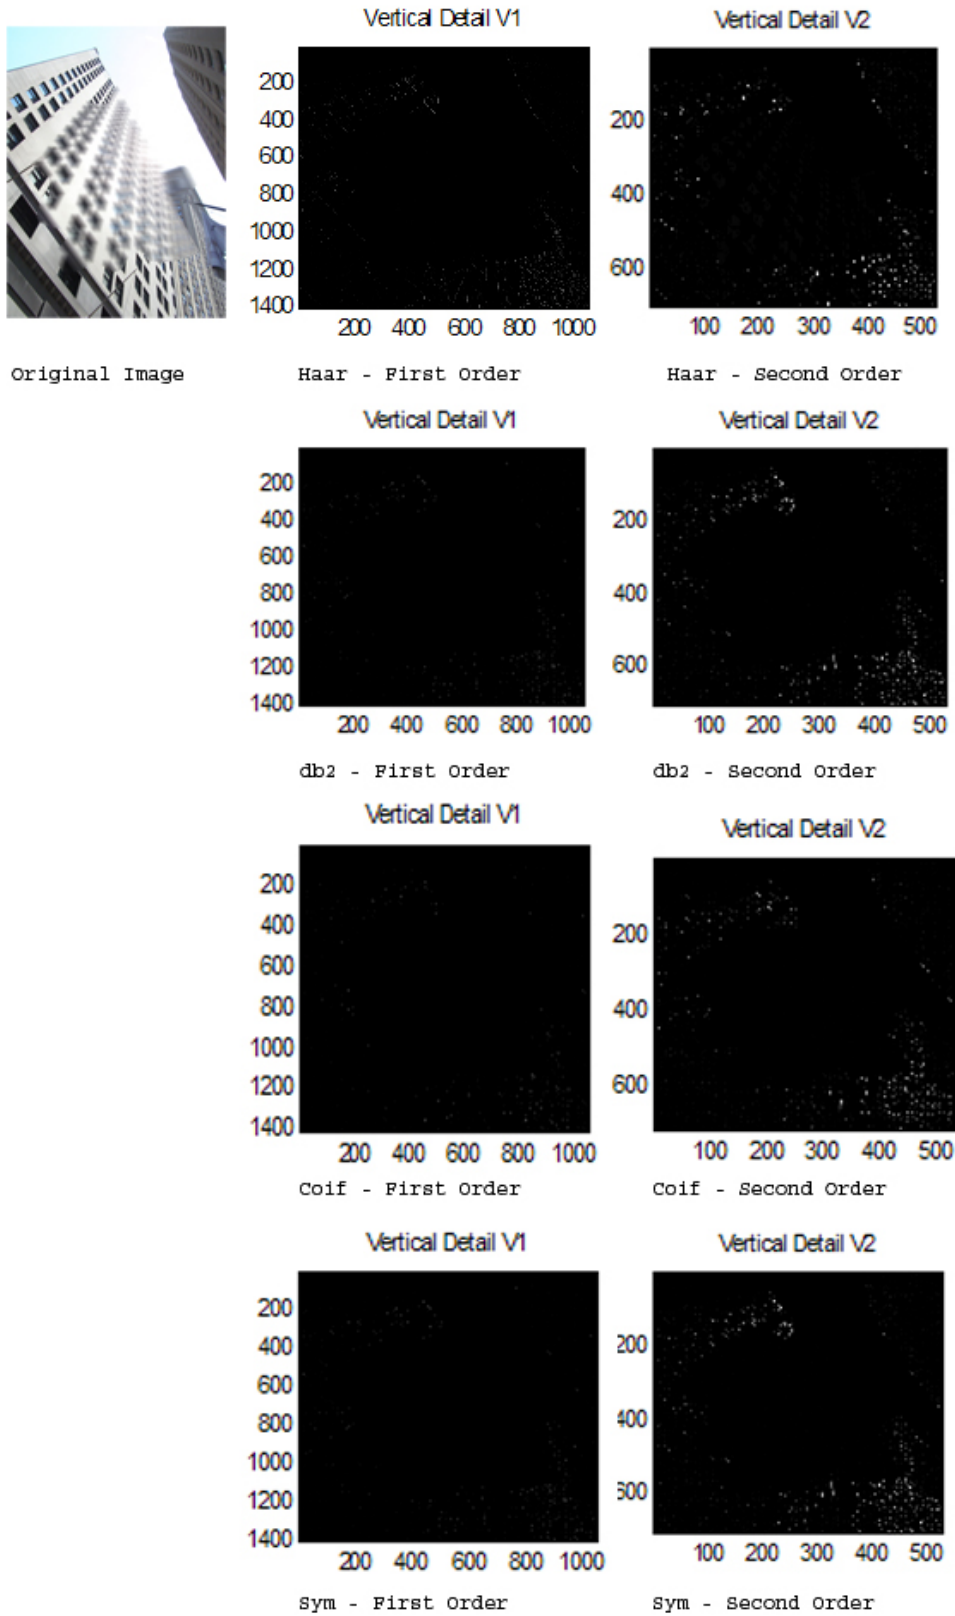 Vertical Detail V1
200
400
600
800
1000
1200
1400
200 400 600 800 1000
Vertical Detail V2
200
400
600
100 200 300 400 500
Original Image
Haar - First Order
Haar - Second Order
Vertical Detail V1
200
400
600
800
1000
1200
1400
200 400 600 800 1000
Vertical Detail V2
200
400
600
100 200 300 400 500
db2 - First Order
db2 - Second Order
Vertical Detail V1
200
400
600
800
1000
1200
1400
200 400 600 800 1000
Vertical Detail V2
200
400
600
100 200 300 400 500
Coif - First Order
Coif - Second Order
Vertical Detail V1
200
400
600
800
1000
1200
1400
200 400 600 800 1000
Vertical Detail V2
200
400
600
100 200 300 400 500
Sym - First Order
Sym - Second Order